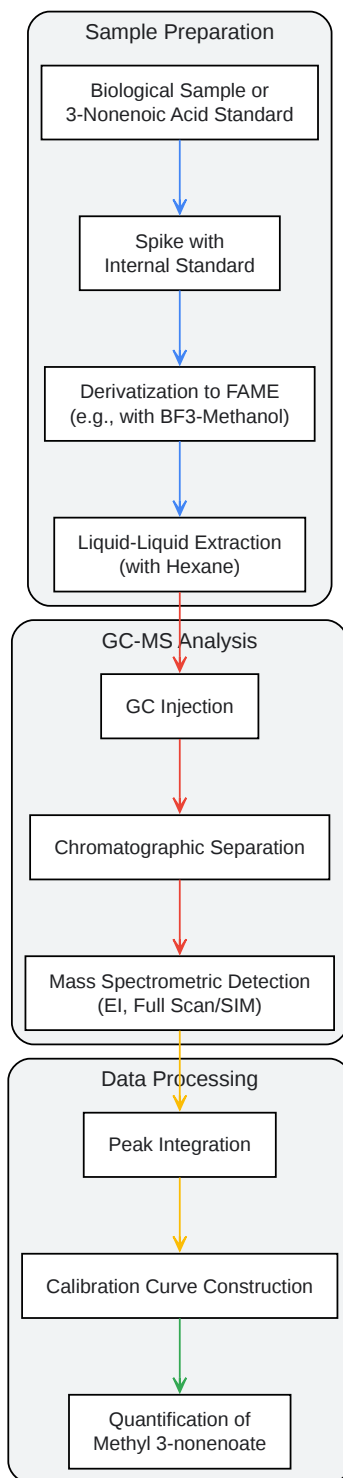 Sample Preparation
Biological Sample or
3-Nonenoic Acid Standard
Spike with
Internal Standard
Derivatization to FAME
(e.g., with BF3-Methanol)
Liquid-Liquid Extraction
(with Hexane)
GC-MS Analysis
GC Injection
Chromatographic Separation
Mass Spectrometric Detection
(EI, Full Scan/SIM)
Data Processing
Peak Integration
Calibration Curve Construction
Quantification of
Methyl 3-nonenoate